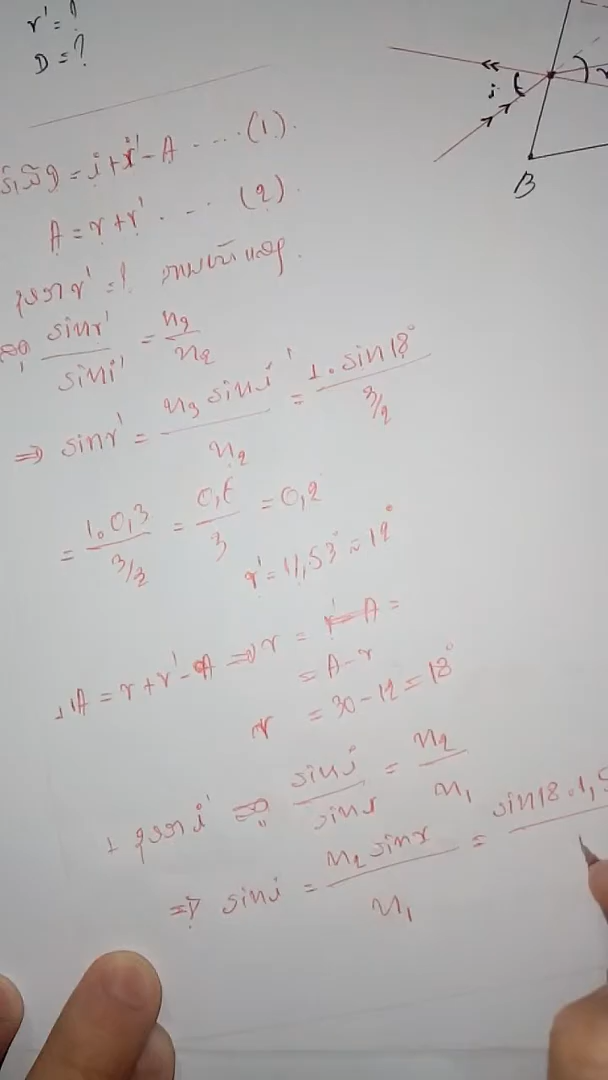 r' = ?
D = ?
i
r
B
= i + i' - A .... (1).
A = r + r' ... (2).
r' = ?
sinr' / sini' = n3 / n2
⇒ sinr' = n3 sini' / n2 = 1. sin18° / 3/2
= 1.0,3 / 3/2 = 0,6 / 3 = 0,2
r' = 11,53° ≈ 12°
A = r + r' - A ⇒ r = r' - A =
= A - r
r = 30 - 12 = 18°
sini / sinr = n2 / n1
⇒ sini = n2 sinr / n1 = sin18.1,5